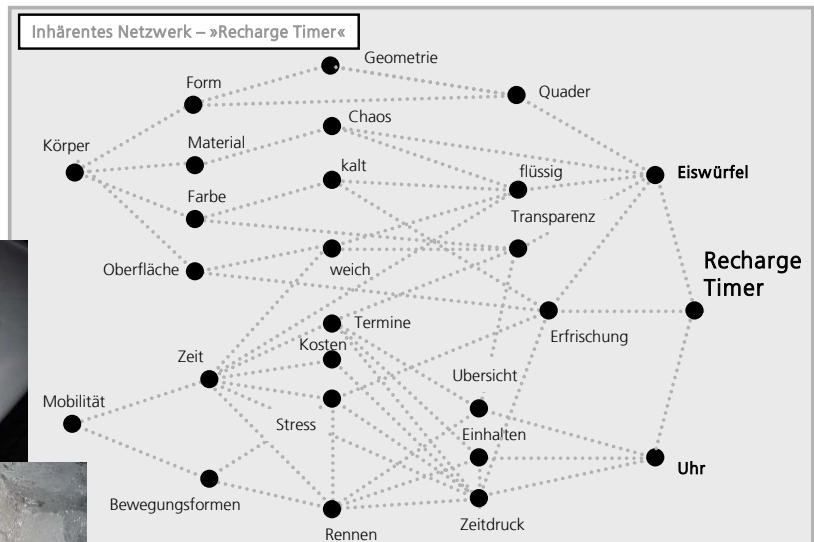 Inhärentes Netzwerk – »Recharge Timer«
Geometrie
Form
Quader
Chaos
Körper
Material
kalt
flüssig
Eiswürfel
Farbe
Transparenz
Oberfläche
weich
Recharge
Timer
Termine
Kosten
Erfrischung
Zeit
Übersicht
Mobilität
Stress
Einhalten
Uhr
Bewegungsformen
Zeitdruck
Rennen